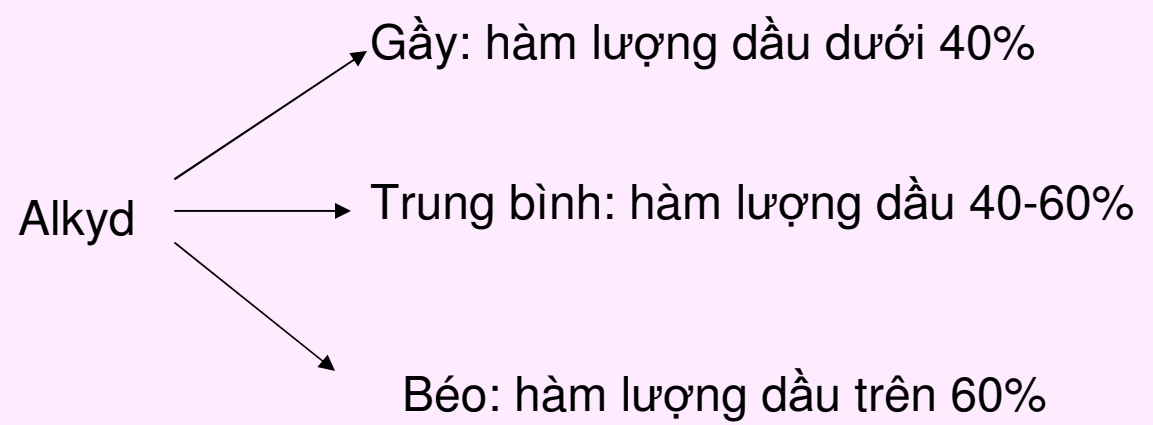 Gầy: hàm lượng dầu dưới 40%
Alkyd
Trung bình: hàm lượng dầu 40-60%
Béo: hàm lượng dầu trên 60%